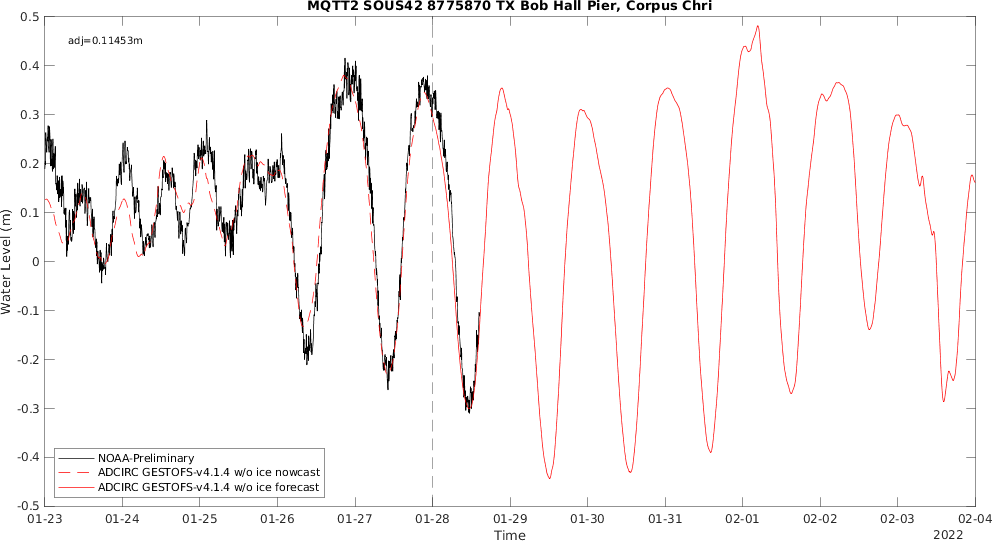 MQTT2 SOUS42 8775870 TX Bob Hall Pier, Corpus Chri
adj=0.11453m
0.5
0.4
0.3
0.2
0.1
0
-0.1
-0.2
-0.3
-0.4
-0.5
Water Level (m)
NOAA-Preliminary
ADCIRC GESTOFS-v4.1.4 w/o ice nowcast
ADCIRC GESTOFS-v4.1.4 w/o ice forecast
01-23 01-24 01-25 01-26 01-27 01-28 01-29 01-30 01-31 02-01 02-02 02-03 02-04
Time
2022